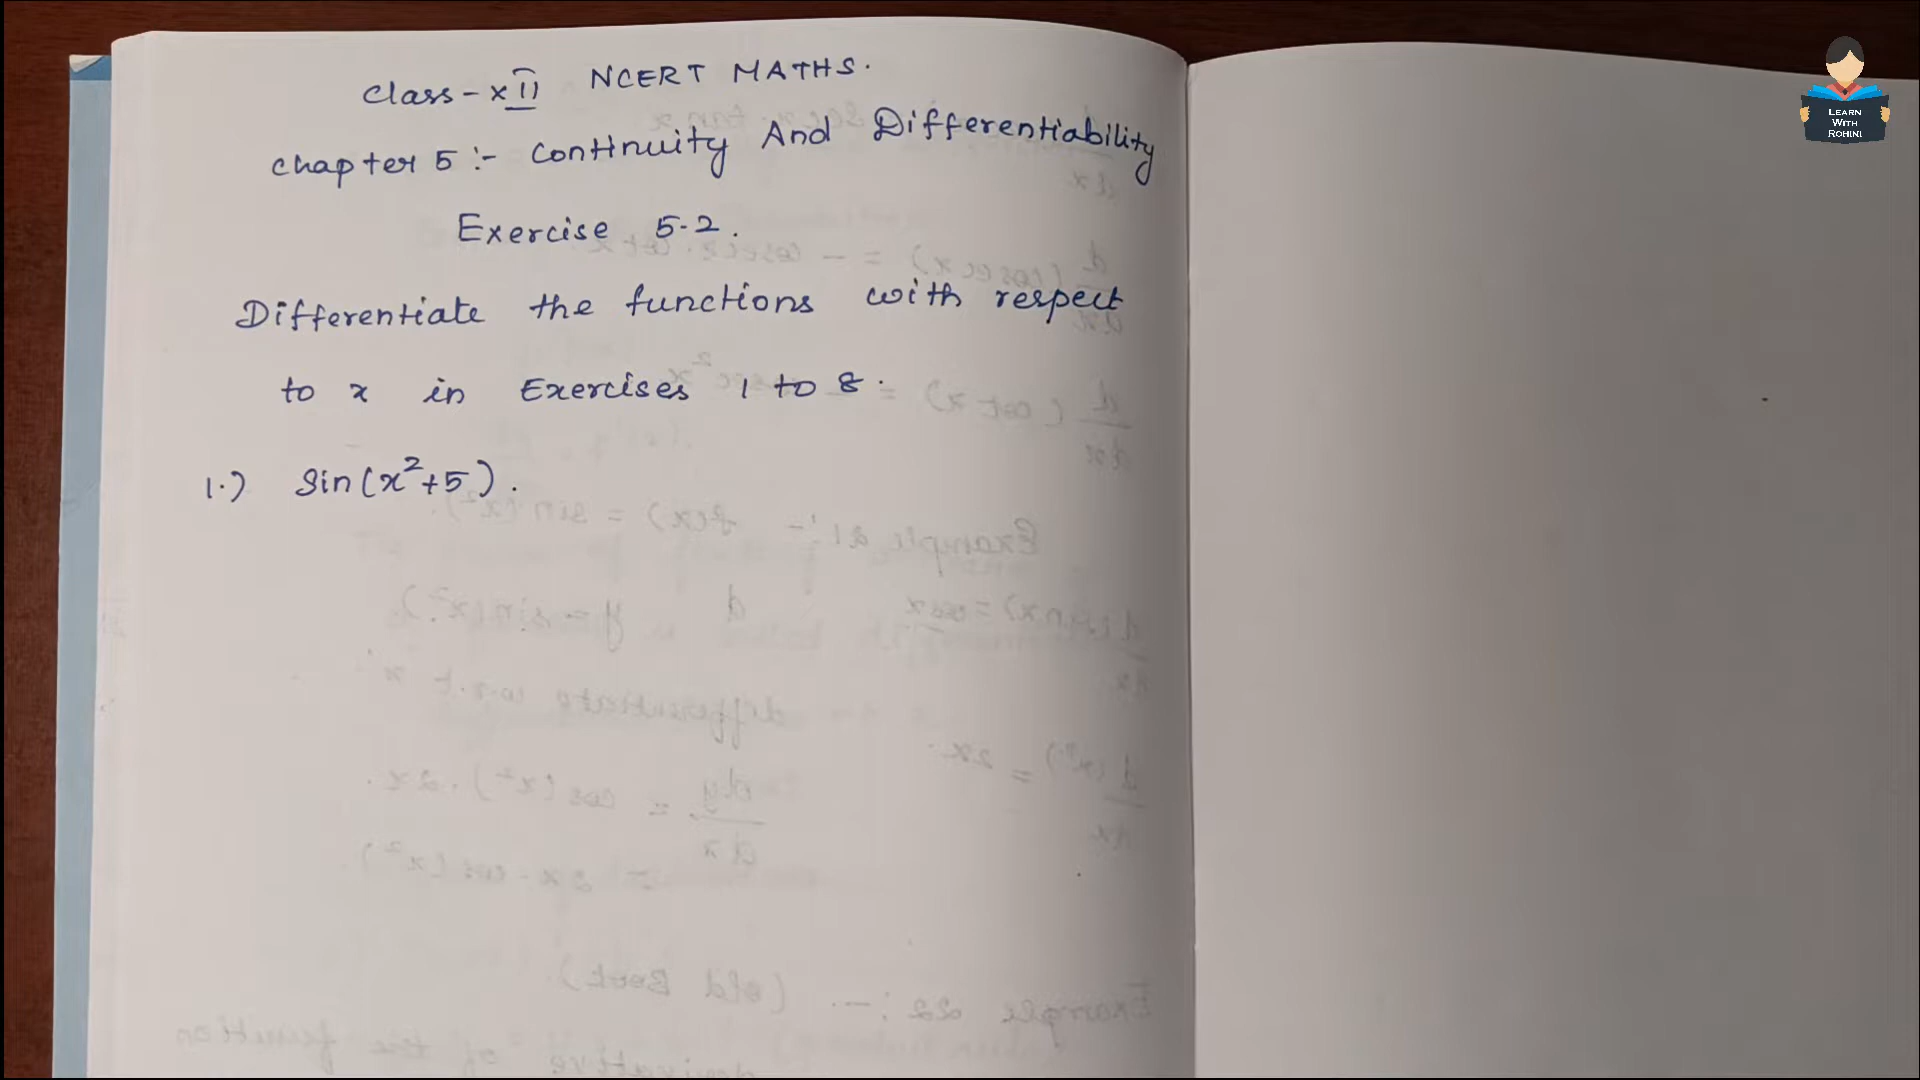 Class - XII NCERT MATHS.
Chapter 5 :- Continuity And Differentiability
Exercise 5.2.
Differentiate the functions with respect
to x in Exercises 1 to 8.
1.) Sin(x²+5).
LEARN
WITH
ROHINI